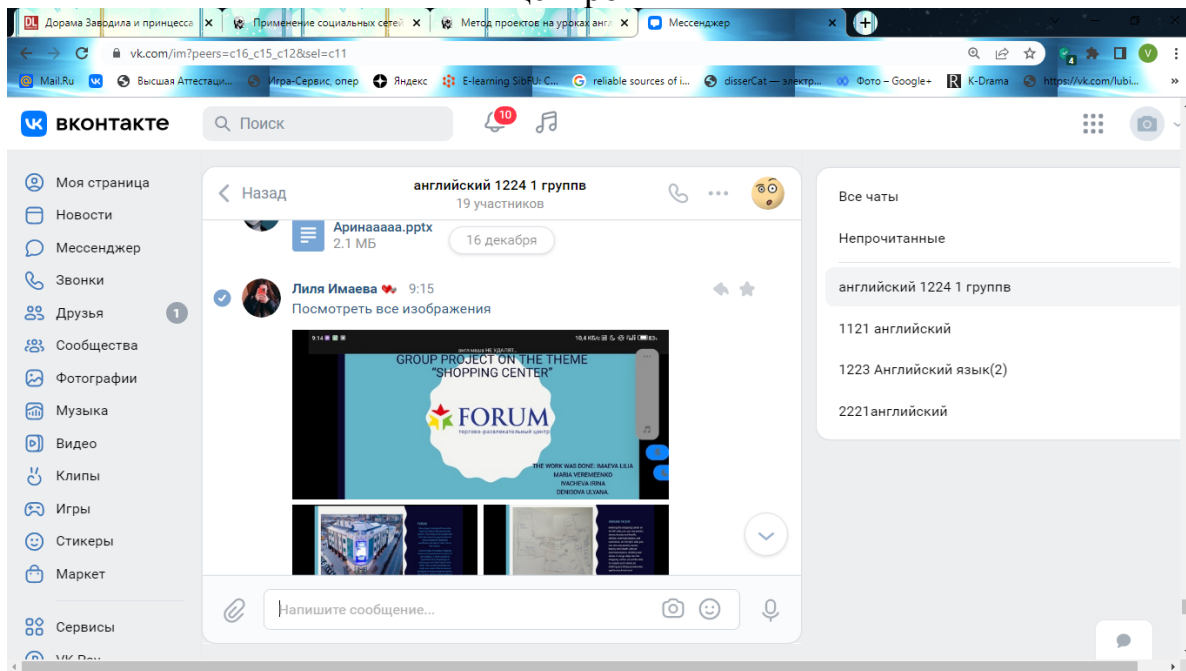 Дорама Заводила и принцесса
Применение социальных сетей
Метод проектов на уроках англ
Мессенджер
vk.com/im?peers=c16_c15_c12&sel=c11
Mail.Ru
Высшая Аттестаци...
Игра-Сервис, опер
Яндекс
E-learning SibFU: C...
reliable sources of i...
disserCat — электр...
Фото – Google+
K-Drama
https://vk.com/lubi...
»
вконтакте
Поиск
10
Моя страница
Новости
Мессенджер
Звонки
Друзья 1
Сообщества
Фотографии
Музыка
Видео
Клипы
Игры
Стикеры
Маркет
Сервисы
Назад
английский 1224 1 группв
19 участников
Аринааааа.pptx
2.1 МБ
16 декабря
Лиля Имаева 9:15
Посмотреть все изображения
9:14
GROUP PROJECT ON THE THEME
"SHOPPING CENTER"
FORUM
торгово-развлекательный центр
THE WORK WAS DONE: IMAEVA LILIA
MARIA VEREMEENKO
IVACHEVA IRINA
DENISOVA ULYANA.
Напишите сообщение...
Все чаты
Непрочитанные
английский 1224 1 группв
1121 английский
1223 Английский язык(2)
2221английский